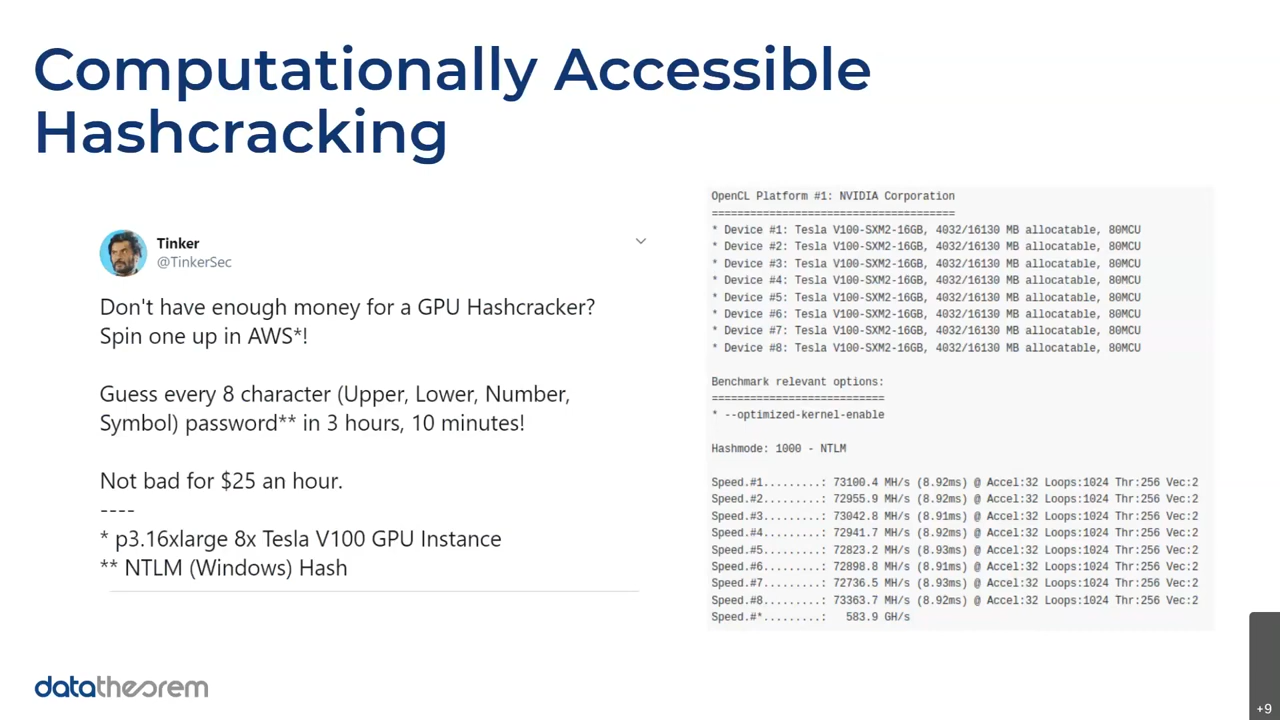 Computationally Accessible
Hashcracking
Tinker
@TinkerSec
Don't have enough money for a GPU Hashcracker?
Spin one up in AWS*!
Guess every 8 character (Upper, Lower, Number,
Symbol) password** in 3 hours, 10 minutes!
Not bad for $25 an hour.
----
* p3.16xlarge 8x Tesla V100 GPU Instance
** NTLM (Windows) Hash
OpenCL Platform #1: NVIDIA Corporation
======================================
* Device #1: Tesla V100-SXM2-16GB, 4032/16130 MB allocatable, 80MCU
* Device #2: Tesla V100-SXM2-16GB, 4032/16130 MB allocatable, 80MCU
* Device #3: Tesla V100-SXM2-16GB, 4032/16130 MB allocatable, 80MCU
* Device #4: Tesla V100-SXM2-16GB, 4032/16130 MB allocatable, 80MCU
* Device #5: Tesla V100-SXM2-16GB, 4032/16130 MB allocatable, 80MCU
* Device #6: Tesla V100-SXM2-16GB, 4032/16130 MB allocatable, 80MCU
* Device #7: Tesla V100-SXM2-16GB, 4032/16130 MB allocatable, 80MCU
* Device #8: Tesla V100-SXM2-16GB, 4032/16130 MB allocatable, 80MCU
Benchmark relevant options:
===========================
* --optimized-kernel-enable
Hashmode: 1000 - NTLM
Speed.#1.........: 73100.4 MH/s (8.92ms) @ Accel:32 Loops:1024 Thr:256 Vec:2
Speed.#2.........: 72955.9 MH/s (8.92ms) @ Accel:32 Loops:1024 Thr:256 Vec:2
Speed.#3.........: 73042.8 MH/s (8.91ms) @ Accel:32 Loops:1024 Thr:256 Vec:2
Speed.#4.........: 72941.7 MH/s (8.92ms) @ Accel:32 Loops:1024 Thr:256 Vec:2
Speed.#5.........: 72823.2 MH/s (8.93ms) @ Accel:32 Loops:1024 Thr:256 Vec:2
Speed.#6.........: 72898.8 MH/s (8.91ms) @ Accel:32 Loops:1024 Thr:256 Vec:2
Speed.#7.........: 72736.5 MH/s (8.93ms) @ Accel:32 Loops:1024 Thr:256 Vec:2
Speed.#8.........: 73363.7 MH/s (8.92ms) @ Accel:32 Loops:1024 Thr:256 Vec:2
Speed.#*.........: 583.9 GH/s
datatheorem
+9